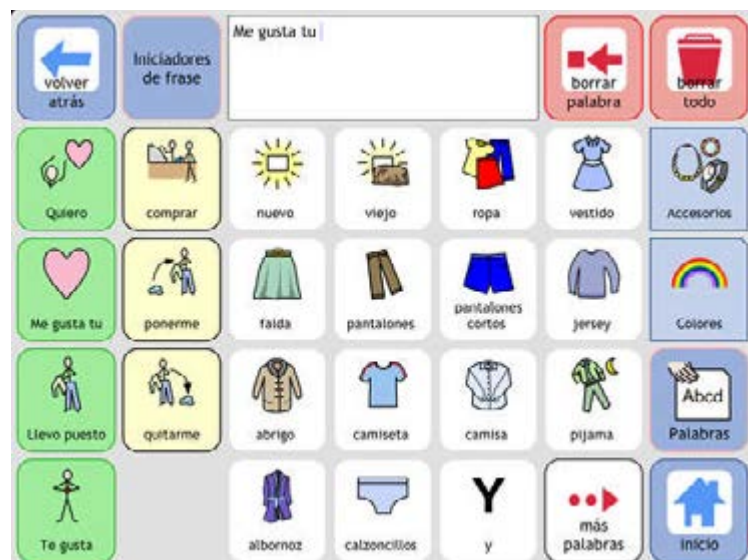 volver
atrás
Iniciadores
de frase
Me gusta tu
borrar
palabra
borrar
todo
Quiero
comprar
nuevo
viejo
ropa
vestido
Accesorios
Me gusta tu
ponerme
falda
pantalones
pantalones
cortos
jersey
Colores
Llevo puesto
quitarme
abrigo
camiseta
camisa
pijama
Abcd
Palabras
Te gusta
albornoz
calzoncillos
Y
y
más
palabras
inicio